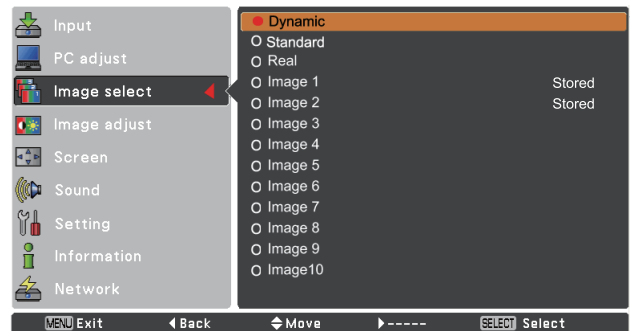 Input
PC adjust
Image select
Image adjust
Screen
Sound
Setting
Information
Network
Dynamic
Standard
Real
Image 1 Stored
Image 2 Stored
Image 3
Image 4
Image 5
Image 6
Image 7
Image 8
Image 9
Image10
MENU Exit Back Move ----- SELECT Select